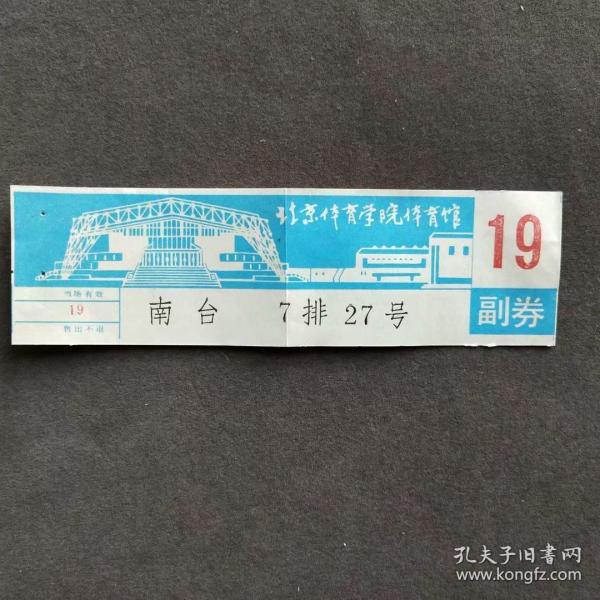 北京体育学院体育馆
19
当场有效
19
售出不退
南台 7排 27号
副券
孔夫子旧书网
www.kongfz.com